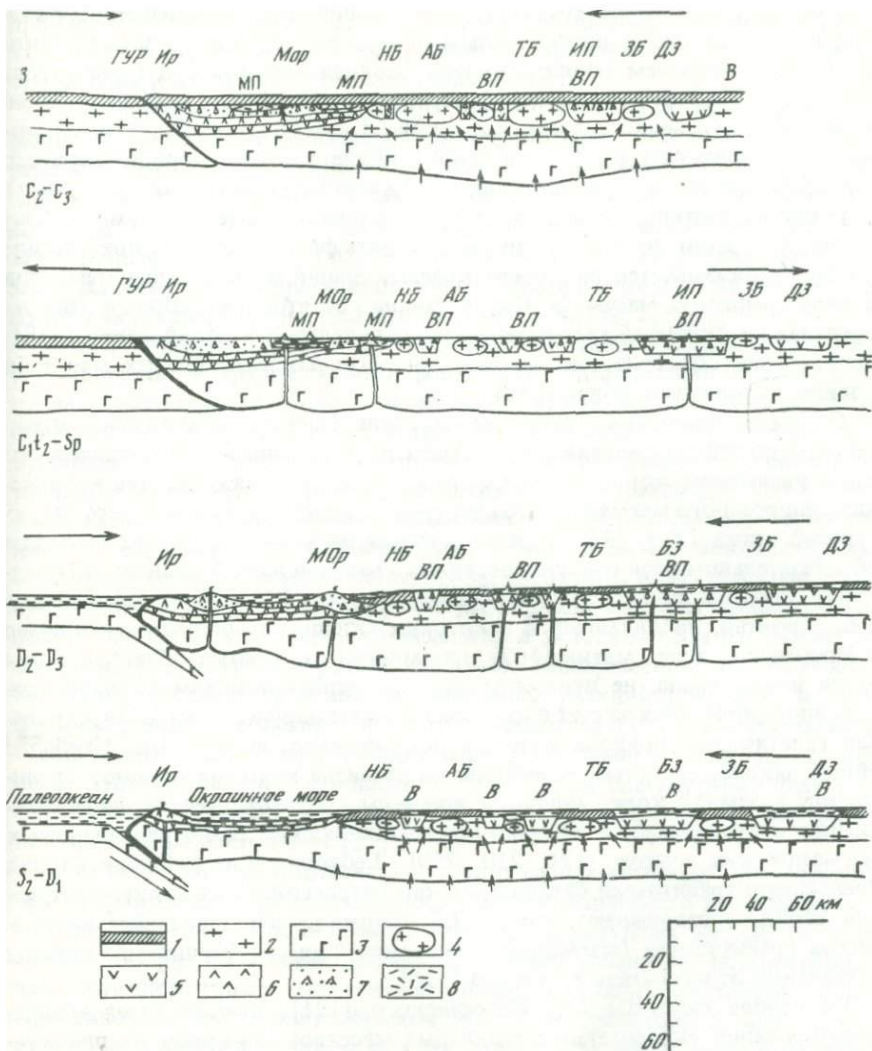 ГУР Ир Мор НБ АБ ТБ ИП ЗБ ДЗ
З МП МП ВП ВП В
C₂-C₃
ГУР Ир МОр НБ АБ ТБ ИП ЗБ ДЗ
МП МП ВП ВП ВП
C₁t₂-Sp
Ир МОр НБ АБ ТБ БЗ ЗБ ДЗ
ВП ВП ВП
D₂-D₃
Ир НБ АБ ТБ БЗ ЗБ ДЗ
Палеоокеан Окраинное море В В В В В
S₂-D₁
1 2 3 4
20 40 60 км
5 6 7 8
20
40
60